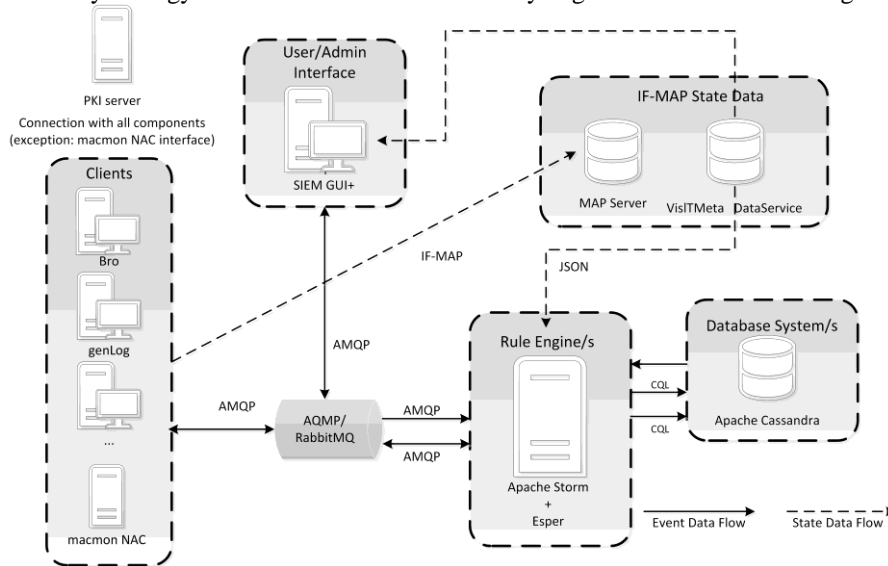 PKI server
Connection with all components
(exception: macmon NAC interface)
Clients
Bro
genLog
...
macmon NAC
User/Admin
Interface
SIEM GUI+
IF-MAP State Data
MAP Server
VisITMeta DataService
IF-MAP
JSON
AMQP
AMQP
AQMP/
RabbitMQ
AMQP
AMQP
Rule Engine/s
Apache Storm
+
Esper
CQL
CQL
Database System/s
Apache Cassandra
Event Data Flow
State Data Flow